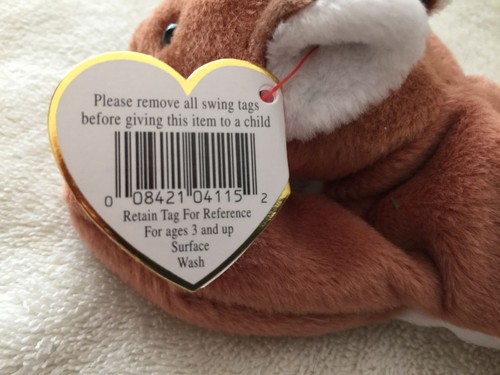 Please remove all swing tags
before giving this item to a child
0 08421 04115 2
Retain Tag For Reference
For ages 3 and up
Surface
Wash